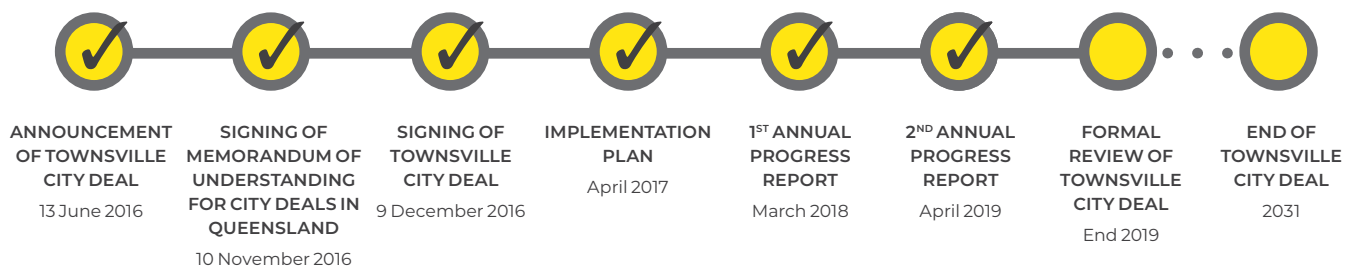 ANNOUNCEMENT
OF TOWNSVILLE
CITY DEAL
13 June 2016
SIGNING OF
MEMORANDUM OF
UNDERSTANDING
FOR CITY DEALS IN
QUEENSLAND
10 November 2016
SIGNING OF
TOWNSVILLE
CITY DEAL
9 December 2016
IMPLEMENTATION
PLAN
April 2017
1ST ANNUAL
PROGRESS
REPORT
March 2018
2ND ANNUAL
PROGRESS
REPORT
April 2019
FORMAL
REVIEW OF
TOWNSVILLE
CITY DEAL
End 2019
END OF
TOWNSVILLE
CITY DEAL
2031